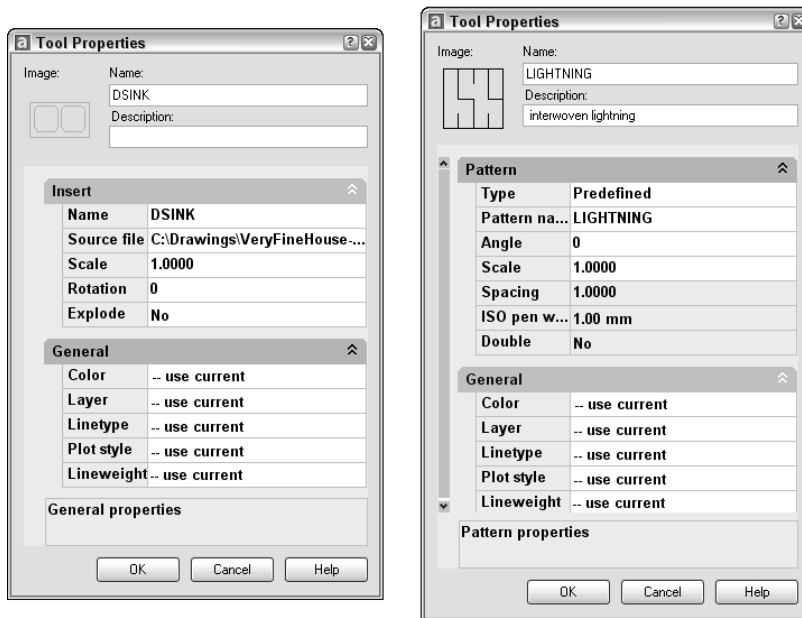 Tool Properties
Image:
Name:
DSINK
Description:
Insert
Name DSINK
Source file C:\Drawings\VeryFineHouse-...
Scale 1.0000
Rotation 0
Explode No
General
Color -- use current
Layer -- use current
Linetype -- use current
Plot style -- use current
Lineweight -- use current
General properties
OK Cancel Help
Tool Properties
Image:
Name:
LIGHTNING
Description:
interwoven lightning
Pattern
Type Predefined
Pattern na... LIGHTNING
Angle 0
Scale 1.0000
Spacing 1.0000
ISO pen w... 1.00 mm
Double No
General
Color -- use current
Layer -- use current
Linetype -- use current
Plot style -- use current
Lineweight -- use current
Pattern properties
OK Cancel Help